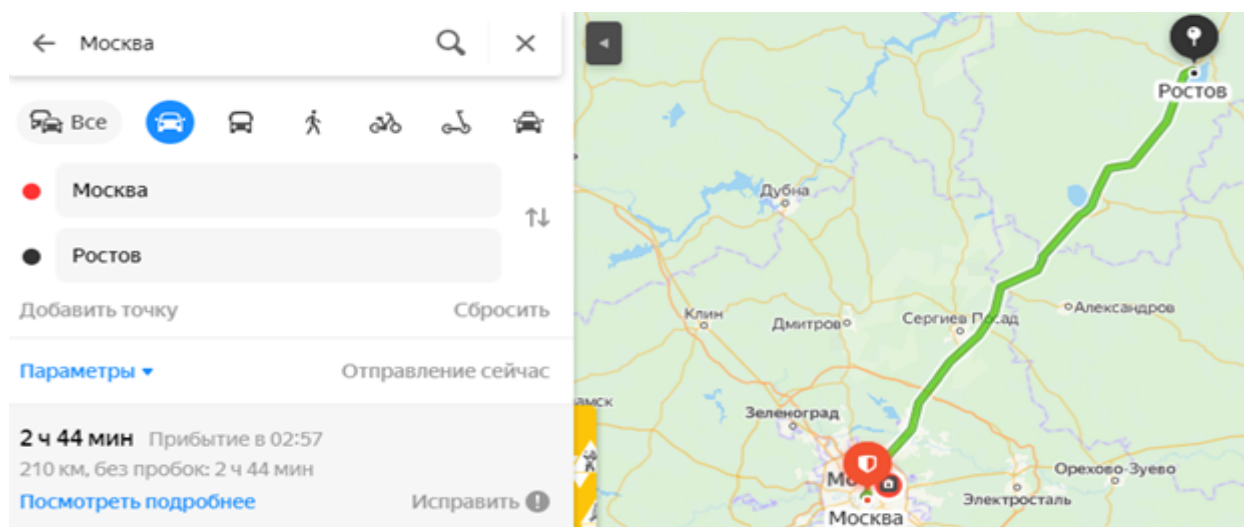 Москва
Все
Москва
Ростов
Добавить точку
Сбросить
Параметры
Отправление сейчас
2 ч 44 мин Прибытие в 02:57
210 км, без пробок: 2 ч 44 мин
Посмотреть подробнее
Исправить
Ростов
Дубна
Клин
Дмитров
Сергиев Посад
Александров
Зеленоград
Орехово-Зуево
Электросталь
Москва